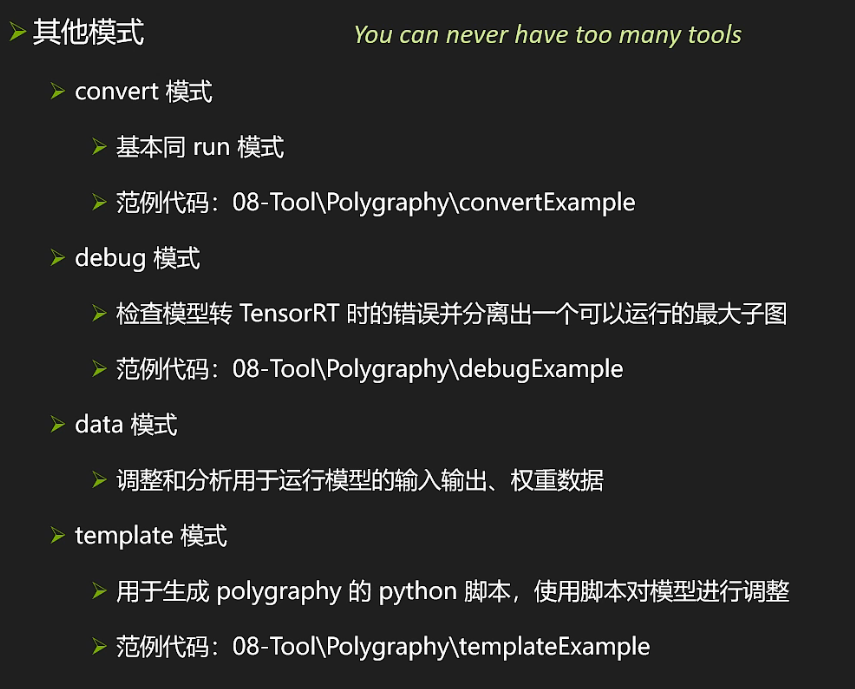 其他模式
You can never have too many tools
convert 模式
基本同 run 模式
范例代码：08-Tool\Polygraphy\convertExample
debug 模式
检查模型转 TensorRT 时的错误并分离出一个可以运行的最大子图
范例代码：08-Tool\Polygraphy\debugExample
data 模式
调整和分析用于运行模型的输入输出、权重数据
template 模式
用于生成 polygraphy 的 python 脚本，使用脚本对模型进行调整
范例代码：08-Tool\Polygraphy\templateExample